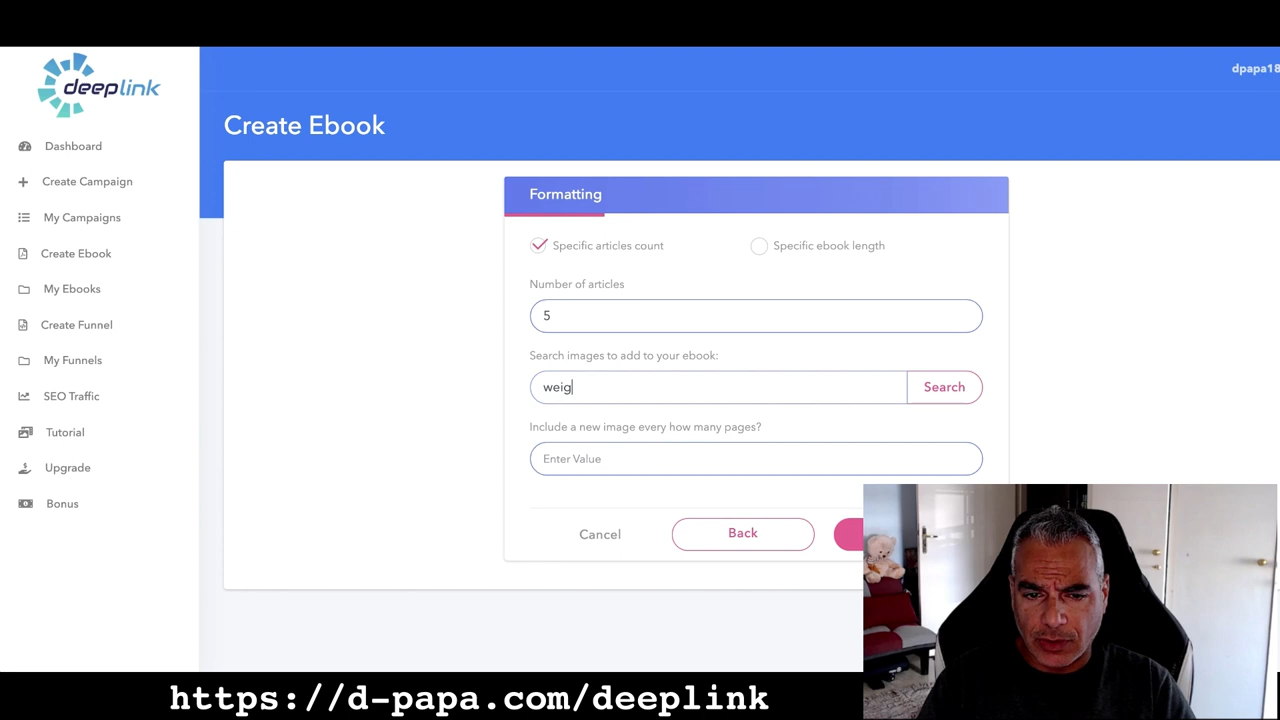 deeplink
dpapa18
Create Ebook
Dashboard
Create Campaign
My Campaigns
Create Ebook
My Ebooks
Create Funnel
My Funnels
SEO Traffic
Tutorial
Upgrade
Bonus
Formatting
Specific articles count
Specific ebook length
Number of articles
5
Search images to add to your ebook:
weig
Search
Include a new image every how many pages?
Enter Value
Cancel
Back
https://d-papa.com/deeplink